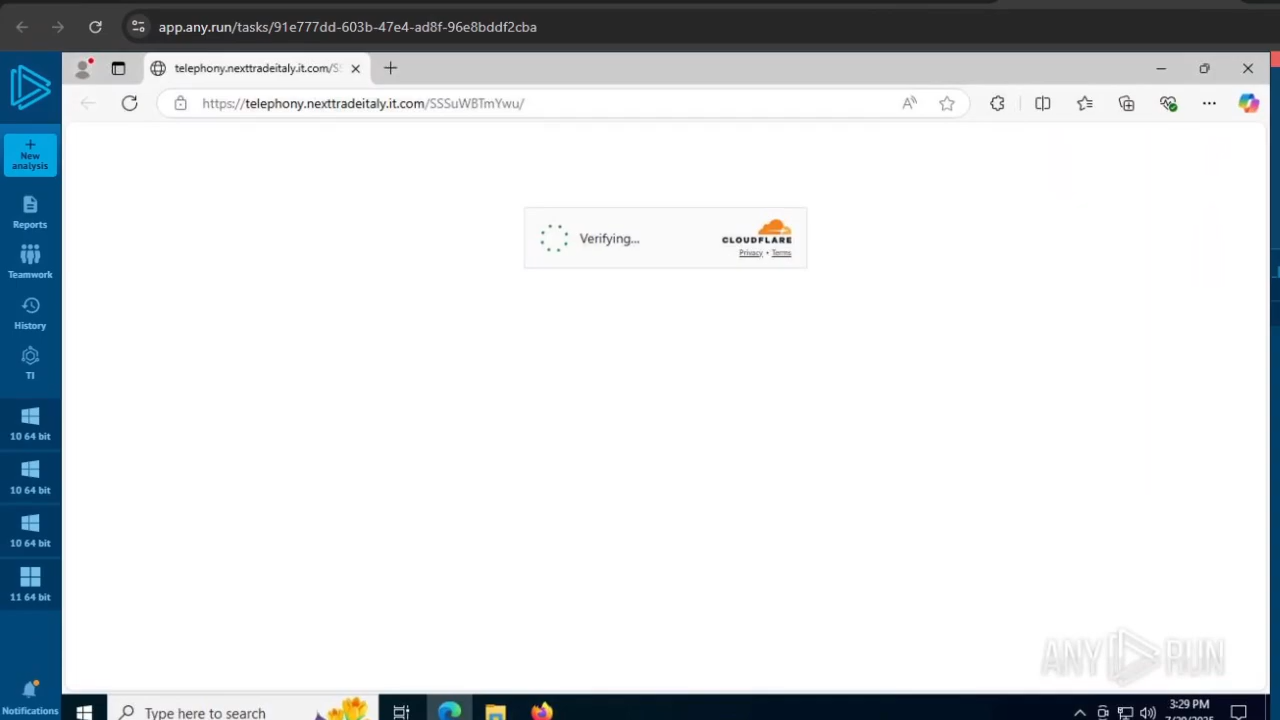 app.any.run/tasks/91e777dd-603b-47e4-ad8f-96e8bddf2cba
telephony.nexttradeitaly.it.com/S
https://telephony.nexttradeitaly.it.com/SSSuWBTmYwu/
New
analysis
Reports
Teamwork
History
TI
10 64 bit
10 64 bit
10 64 bit
11 64 bit
Notifications
Verifying...
CLOUDFLARE
Privacy • Terms
ANY RUN
Type here to search
3:29 PM